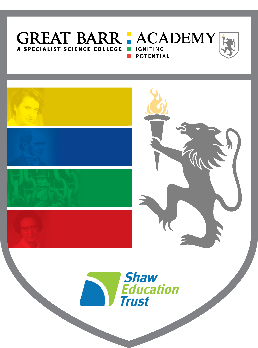 GREAT BARR ACADEMY
A SPECIALIST SCIENCE COLLEGE IGNITING
POTENTIAL
Shaw
Education
Trust